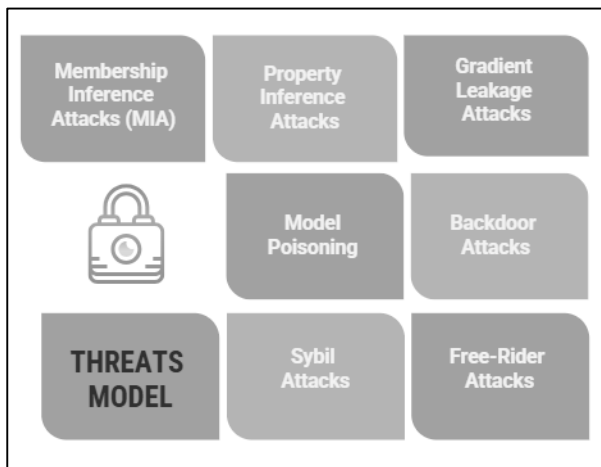 Membership
Inference
Attacks (MIA)
Property
Inference
Attacks
Gradient
Leakage
Attacks
Model
Poisoning
Backdoor
Attacks
THREATS
MODEL
Sybil
Attacks
Free-Rider
Attacks